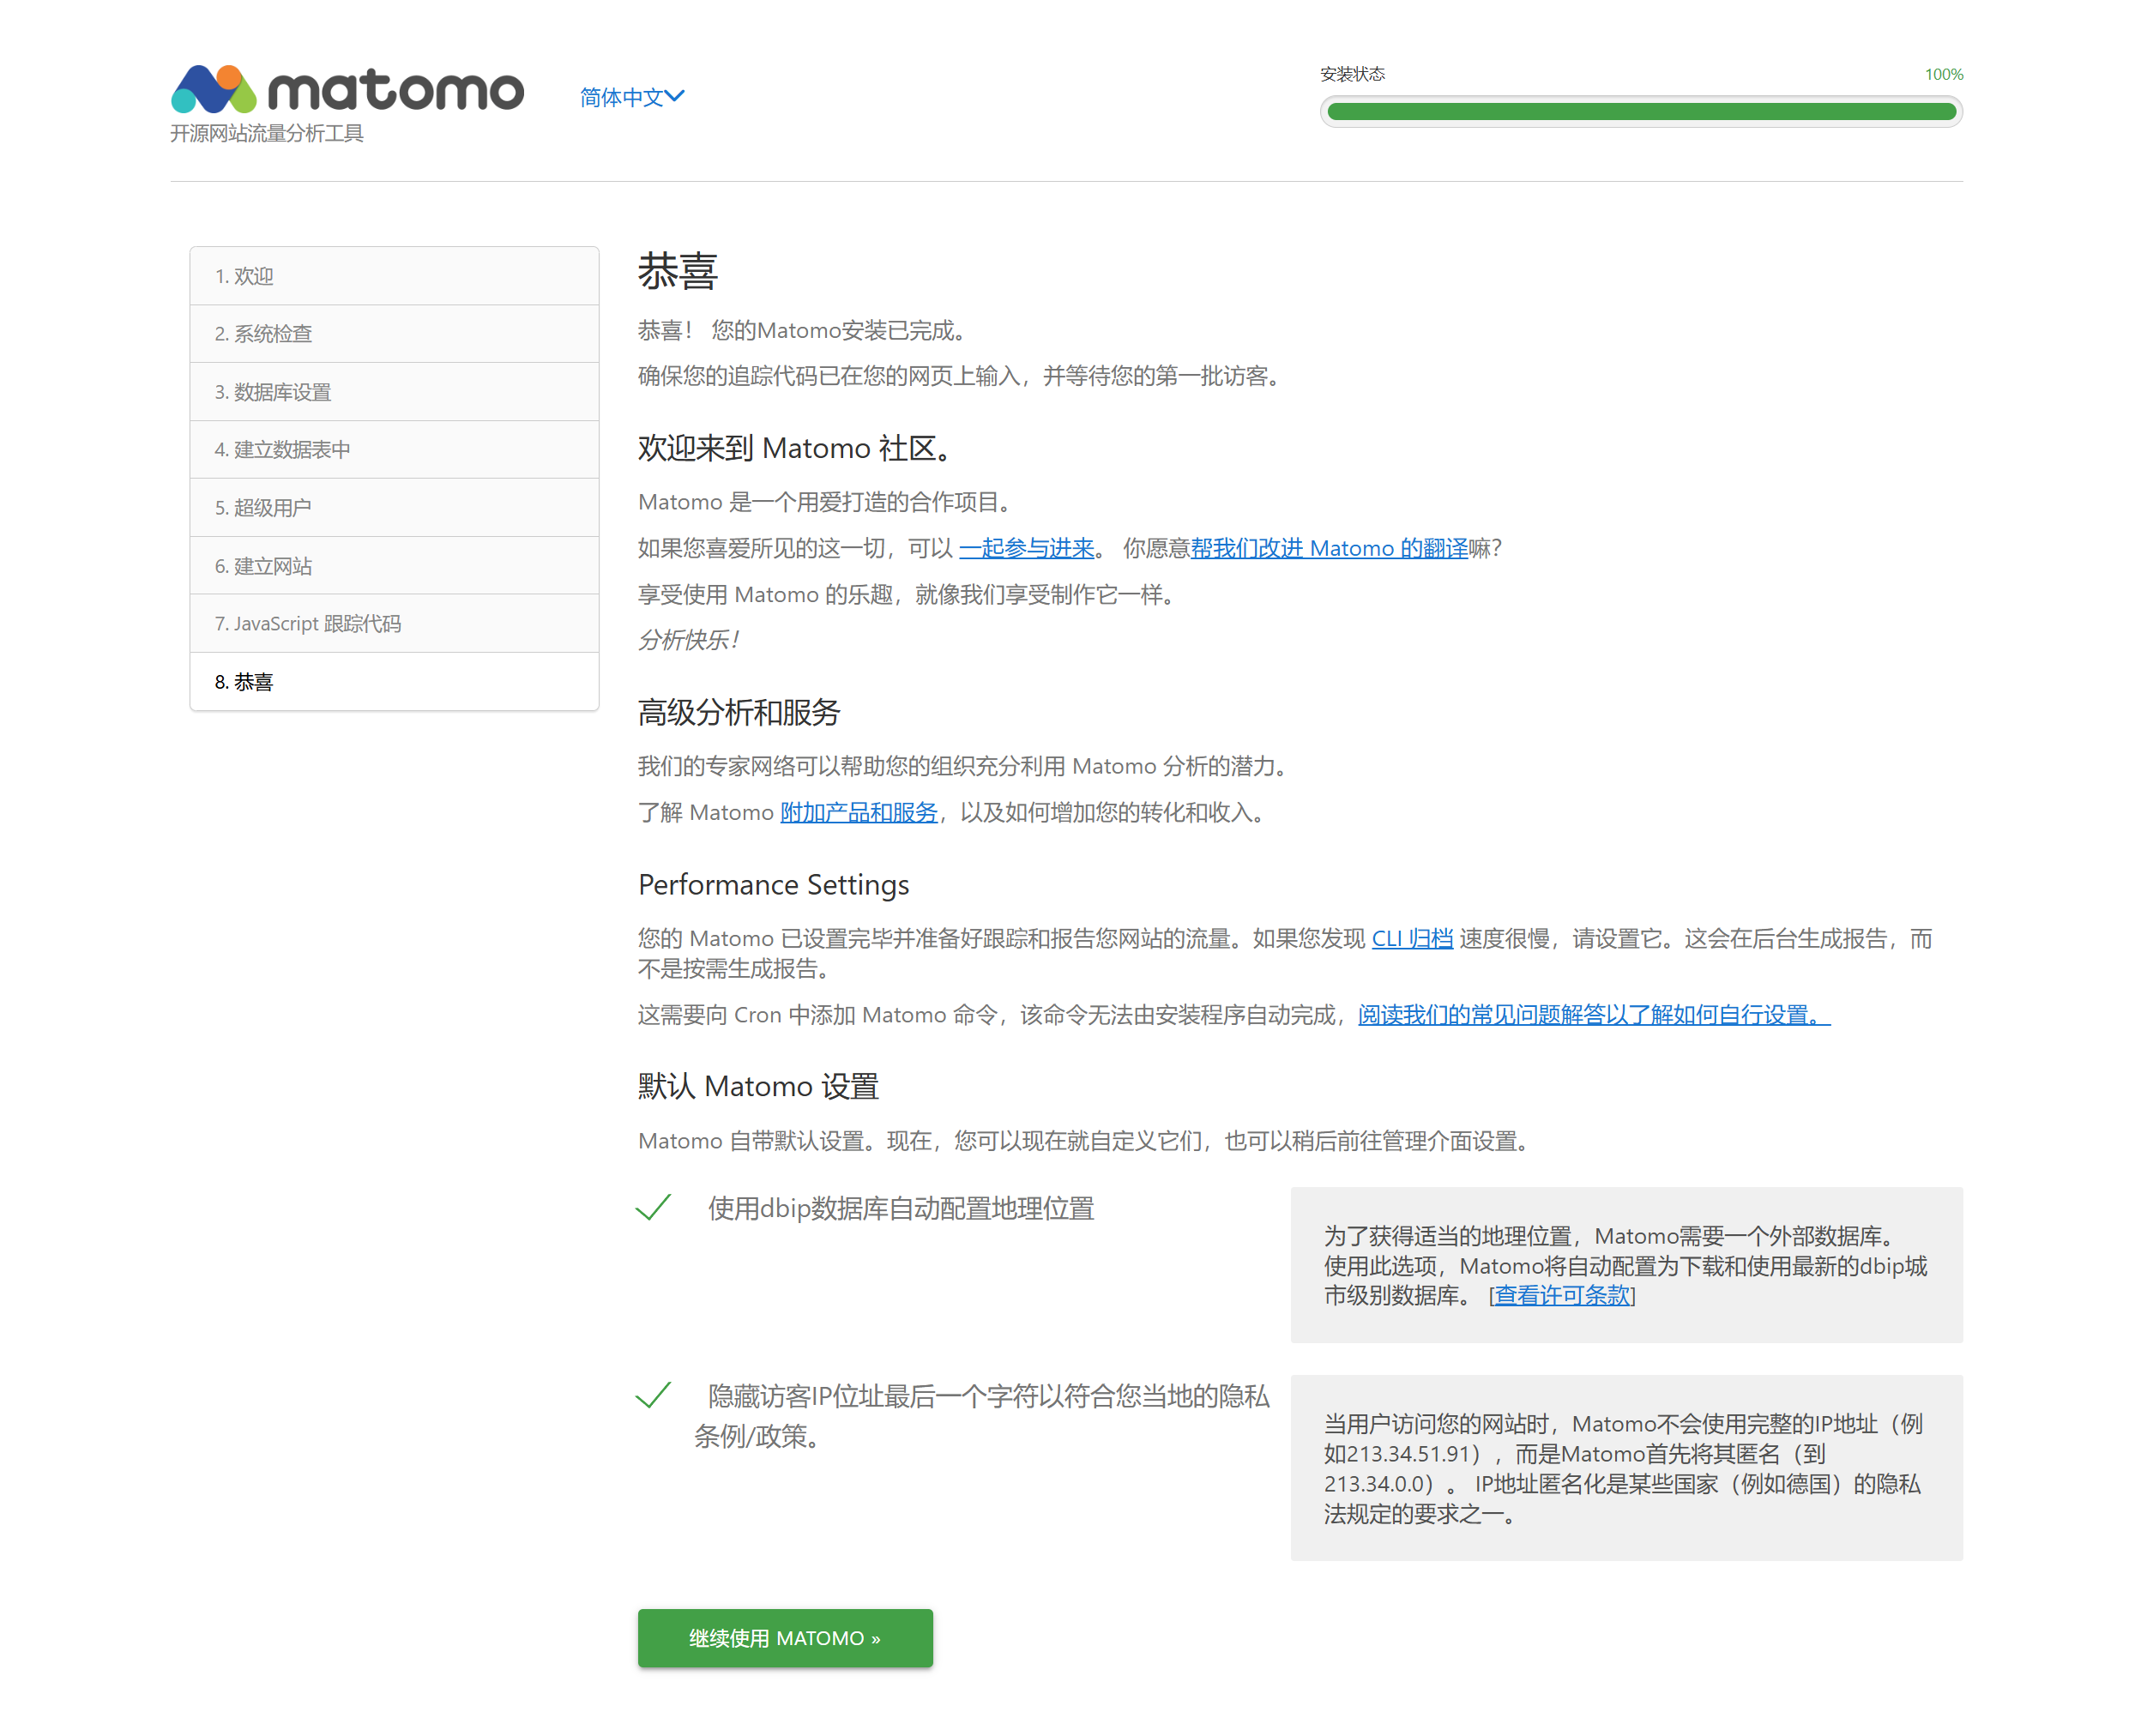 matomo
简体中文
开源网站流量分析工具
安装状态
100%
1. 欢迎
2. 系统检查
3. 数据库设置
4. 建立数据表中
5. 超级用户
6. 建立网站
7. JavaScript 跟踪代码
8. 恭喜
恭喜
恭喜！ 您的Matomo安装已完成。
确保您的追踪代码已在您的网页上输入，并等待您的第一批访客。
欢迎来到 Matomo 社区。
Matomo 是一个用爱打造的合作项目。
如果您喜爱所见的这一切，可以 一起参与进来。 你愿意帮我们改进 Matomo 的翻译嘛？
享受使用 Matomo 的乐趣，就像我们享受制作它一样。
分析快乐！
高级分析和服务
我们的专家网络可以帮助您的组织充分利用 Matomo 分析的潜力。
了解 Matomo 附加产品和服务，以及如何增加您的转化和收入。
Performance Settings
您的 Matomo 已设置完毕并准备好跟踪和报告您网站的流量。如果您发现 CLI 归档 速度很慢，请设置它。这会在后台生成报告，而
不是按需生成报告。
这需要向 Cron 中添加 Matomo 命令，该命令无法由安装程序自动完成，阅读我们的常见问题解答以了解如何自行设置。
默认 Matomo 设置
Matomo 自带默认设置。现在，您可以现在就自定义它们，也可以稍后前往管理介面设置。
使用dbip数据库自动配置地理位置
为了获得适当的地理位置，Matomo需要一个外部数据库。
使用此选项，Matomo将自动配置为下载和使用最新的dbip城
市级别数据库。 [查看许可条款]
隐藏访客IP位址最后一个字符以符合您当地的隐私
条例/政策。
当用户访问您的网站时，Matomo不会使用完整的IP地址（例
如213.34.51.91），而是Matomo首先将其匿名（到
213.34.0.0）。 IP地址匿名化是某些国家（例如德国）的隐私
法规定的要求之一。
继续使用 MATOMO »